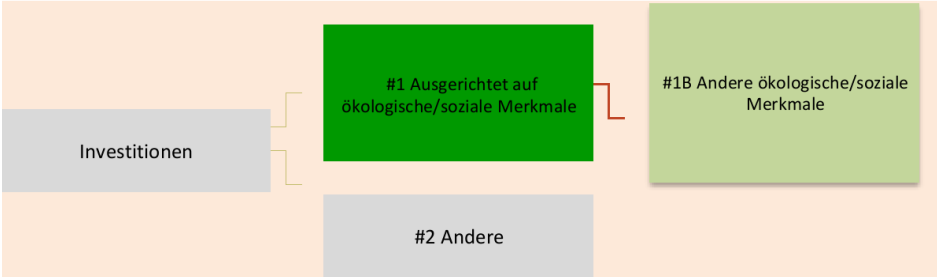 #1 Ausgerichtet auf
ökologische/soziale Merkmale
#1B Andere ökologische/soziale
Merkmale
Investitionen
#2 Andere